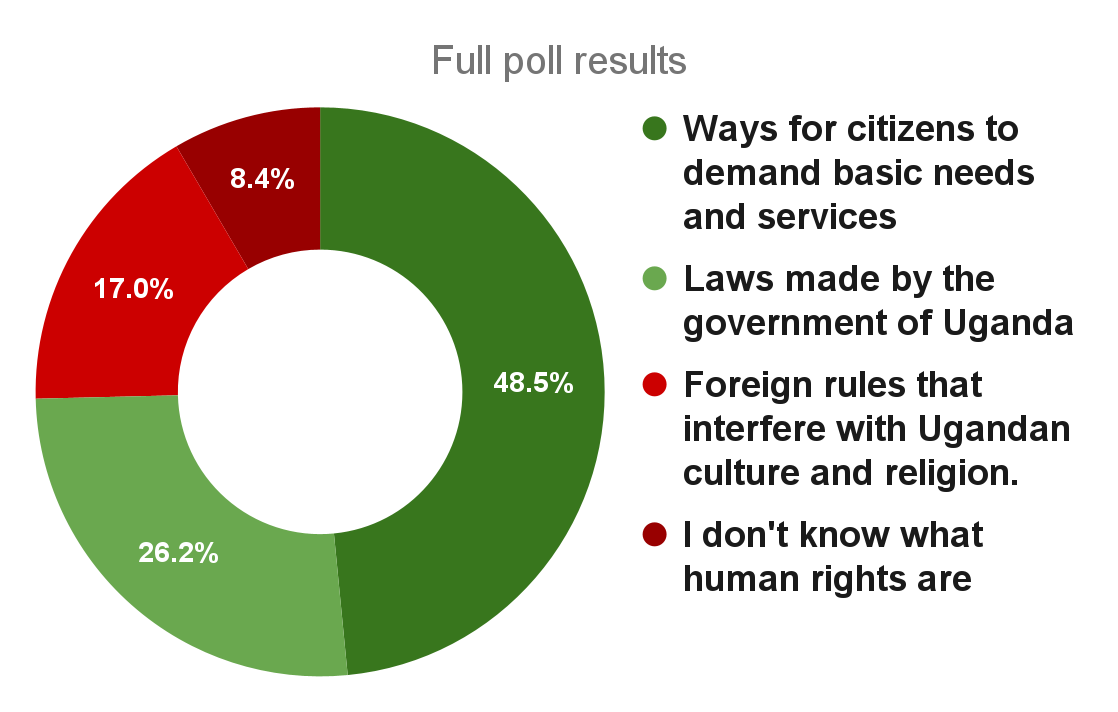 Full poll results
8.4%
17.0%
48.5%
26.2%
Ways for citizens to
demand basic needs
and services
Laws made by the
government of Uganda
Foreign rules that
interfere with Ugandan
culture and religion.
I don't know what
human rights are